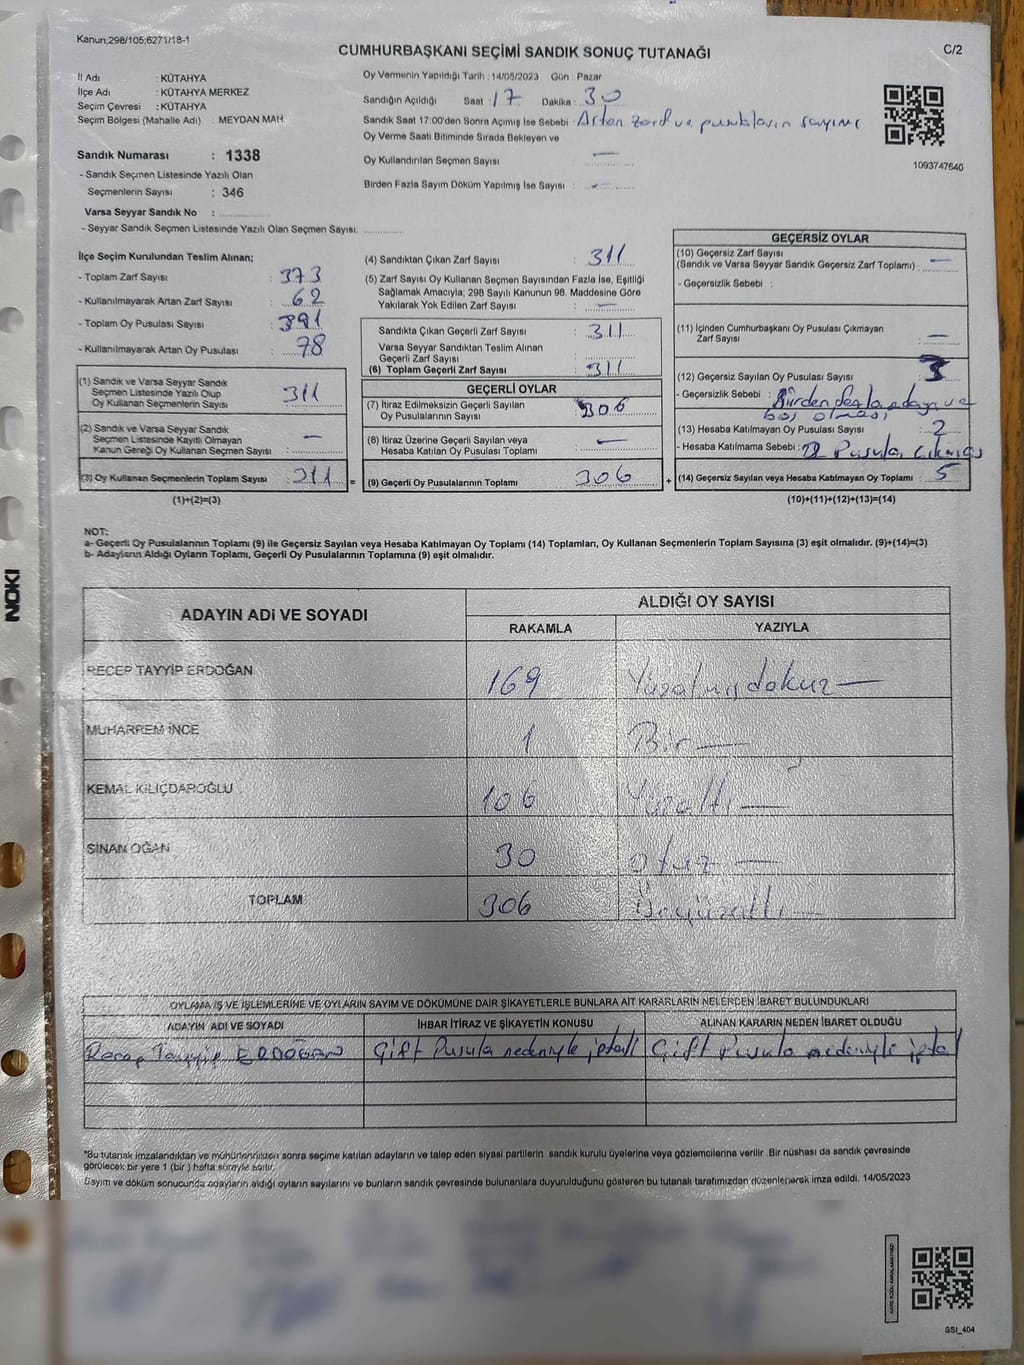 Kanun;298/105;6271/18-1
C/2
CUMHURBAŞKANI SEÇİMİ SANDIK SONUÇ TUTANAĞI
İl Adı : KÜTAHYA
İlçe Adı : KÜTAHYA MERKEZ
Seçim Çevresi : KÜTAHYA
Seçim Bölgesi (Mahalle Adı) : MEYDAN MAH
Sandık Numarası : 1338
- Sandık Seçmen Listesinde Yazılı Olan
Seçmenlerin Sayısı : 346
Varsa Seyyar Sandık No :
- Seyyar Sandık Seçmen Listesinde Yazılı Olan Seçmen Sayısı:
Oy Vermenin Yapıldığı Tarih : 14/05/2023 Gün : Pazar
Sandığın Açıldığı Saat : 17 Dakika : 30
Sandık Saat 17:00'den Sonra Açımış İse Sebebi : Artan zarf ve pusulaların sayımı
Oy Verme Saati Bitiminde Sırada Bekleyen ve
Oy Kullandırılan Seçmen Sayısı : —
Birden Fazla Sayım Döküm Yapılmış İse Sayısı : -
1093747640
İlçe Seçim Kurulundan Teslim Alınan;
- Toplam Zarf Sayısı : 373
- Kullanılmayarak Artan Zarf Sayısı : 62
- Toplam Oy Pusulası Sayısı : 391
- Kullanılmayarak Artan Oy Pusulası : 78
(1) Sandık ve Varsa Seyyar Sandık
Seçmen Listesinde Yazılı Olup
Oy Kullanan Seçmenlerin Sayısı : 311
(2) Sandık ve Varsa Seyyar Sandık
Seçmen Listesinde Kayıtlı Olmayan
Kanun Gereği Oy Kullanan Seçmen Sayısı : —
(3) Oy Kullanan Seçmenlerin Toplam Sayısı : 311 =
(1)+(2)=(3)
(4) Sandıktan Çıkan Zarf Sayısı : 311
(5) Zarf Sayısı Oy Kullanan Seçmen Sayısından Fazla İse, Eşitliği
Sağlamak Amacıyla; 298 Sayılı Kanunun 98. Maddesine Göre
Yakılarak Yok Edilen Zarf Sayısı : —
Sandıkta Çıkan Geçerli Zarf Sayısı : 311
Varsa Seyyar Sandıktan Teslim Alınan
Geçerli Zarf Sayısı :
(6) Toplam Geçerli Zarf Sayısı : 311
GEÇERLİ OYLAR
(7) İtiraz Edilmeksizin Geçerli Sayılan
Oy Pusulalarının Sayısı : 306
(8) İtiraz Üzerine Geçerli Sayılan veya
Hesaba Katılan Oy Pusulası Sayısı : —
(9) Geçerli Oy Pusulalarının Toplamı : 306 +
GEÇERSİZ OYLAR
(10) Geçersiz Zarf Sayısı
(Sandık ve Varsa Seyyar Sandık Geçersiz Zarf Toplamı) : —
- Geçersizlik Sebebi :
(11) İçinden Cumhurbaşkanı Oy Pusulası Çıkmayan
Zarf Sayısı : —
(12) Geçersiz Sayılan Oy Pusulası Sayısı : 3
- Geçersizlik Sebebi : Birden fazla adaya ve
boş olması
(13) Hesaba Katılmayan Oy Pusulası Sayısı : 2
- Hesaba Katılmama Sebebi : Pusula çıkmış
(14) Geçersiz Sayılan veya Hesaba Katılmayan Oy Toplamı : 5
(10)+(11)+(12)+(13)=(14)
NOT:
a- Geçerli Oy Pusulalarının Toplamı (9) ile Geçersiz Sayılan veya Hesaba Katılmayan Oy Toplamı (14) Toplamları, Oy Kullanan Seçmenlerin Toplam Sayısına (3) eşit olmalıdır. (9)+(14)=(3)
b- Adayların Aldığı Oyların Toplamı, Geçerli Oy Pusulalarının Toplamına (9) eşit olmalıdır.
ADAYIN ADI VE SOYADI
ALDIĞI OY SAYISI
RAKAMLA YAZIYLA
RECEP TAYYİP ERDOĞAN 169 Yüzaltmışdokuz —
MUHARREM İNCE 1 Bir —
KEMAL KILIÇDAROĞLU 106 Yüzaltı —
SİNAN OĞAN 30 otuz —
TOPLAM 306 Üçyüzaltı —
OYLAMA İŞ VE İŞLEMLERİNE VE OYLARIN SAYIM VE DÖKÜMÜNE DAİR ŞİKAYETLERLE BUNLARA AİT KARARLARIN NELERDEN İBARET BULUNDUKLARI
ADAYIN ADI VE SOYADI İHBAR İTİRAZ VE ŞİKAYETİN KONUSU ALINAN KARARIN NEDEN İBARET OLDUĞU
Recep Tayyip ERDOĞAN Çift Pusula nedeniyle iptali Çift Pusula nedeniyle iptal
"Bu tutanak imzalandıktan ve mühürlendikten sonra seçime katılan adayların ve talep eden siyasi partilerin sandık kurulu üyelerine veya gözlemcilerine verilir .Bir nüshası da sandık çevresinde
görülecek bir yere 1 (bir ) hafta süreyle asılır.
Sayım ve döküm sonucunda adayların aldığı oyların sayılarını ve bunların sandık çevresinde bulunanlara duyurulduğunu gösteren bu tutanak tarafımızdan düzenlenerek imza edildi. 14/05/2023
SSI_404
NOKI